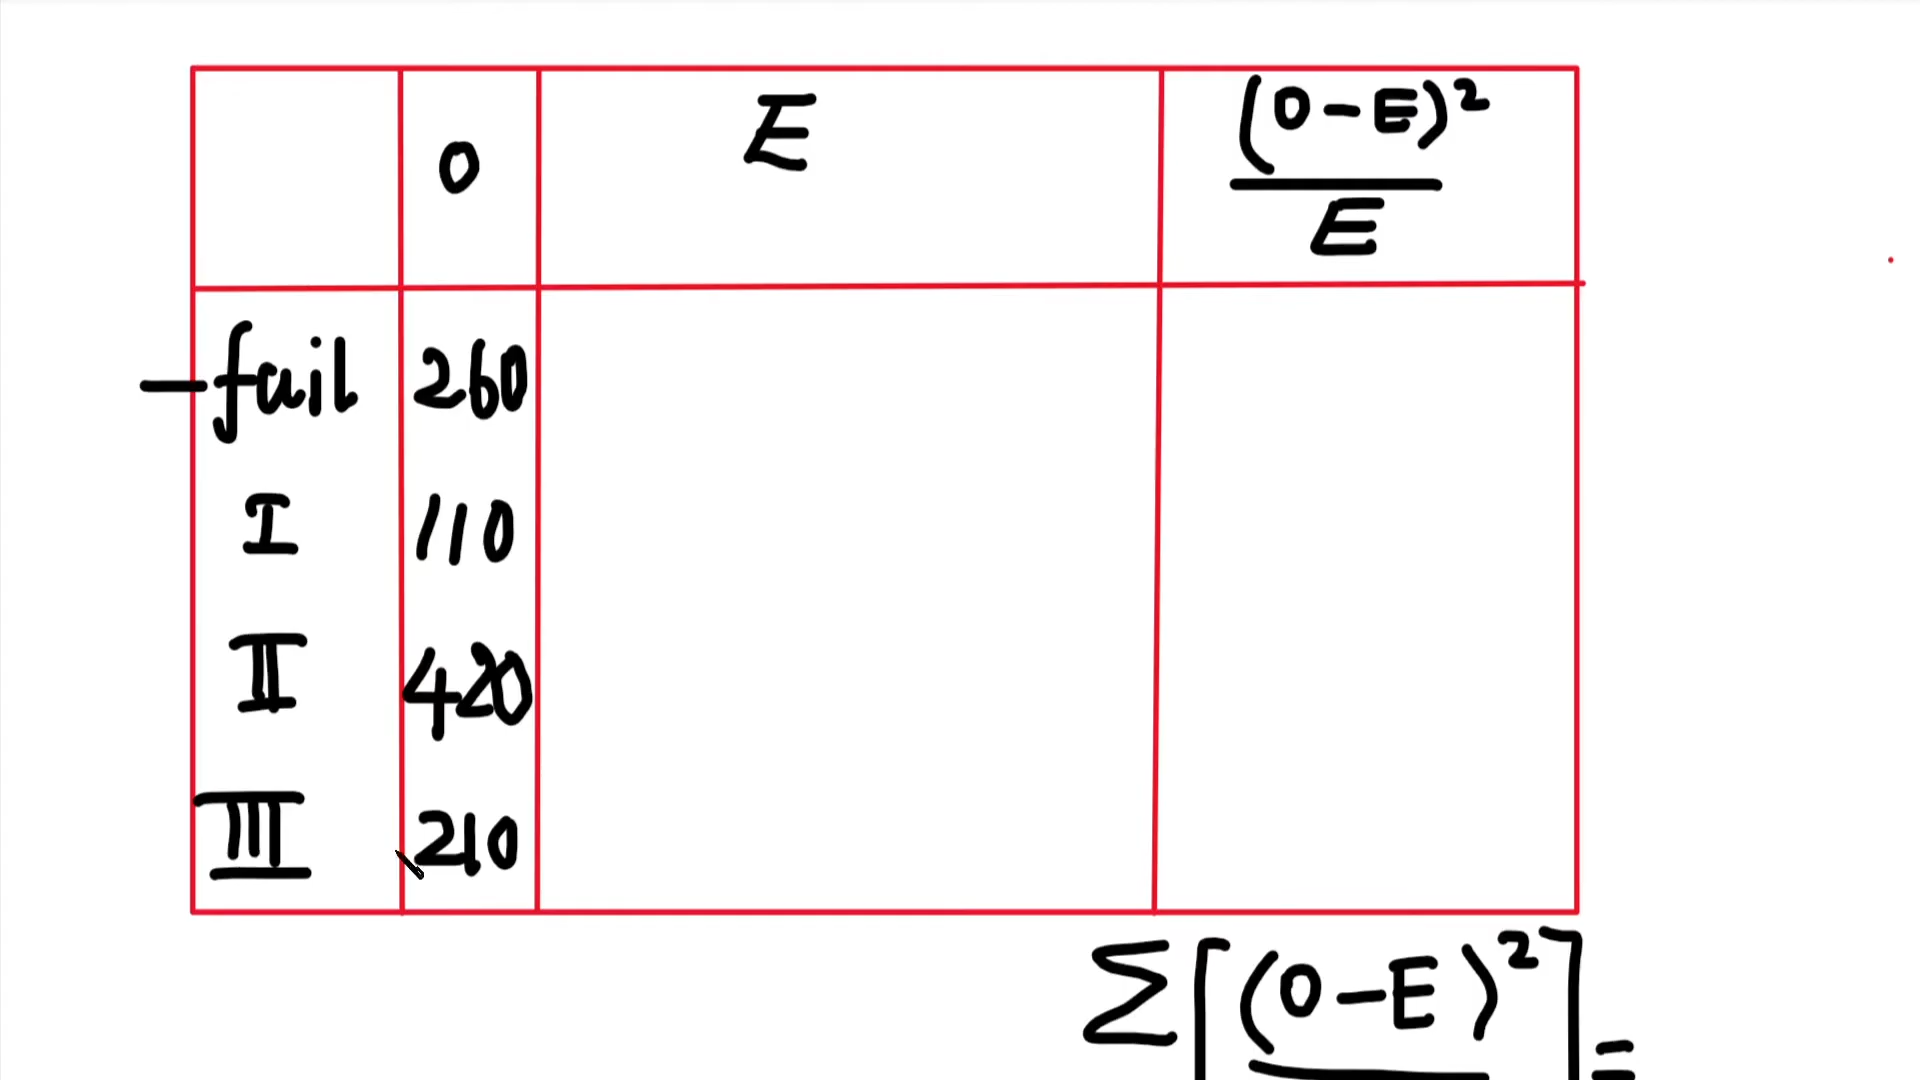 O E (O-E)²/E
fail 260
I 110
II 420
III 210
Σ[(O-E)²] =